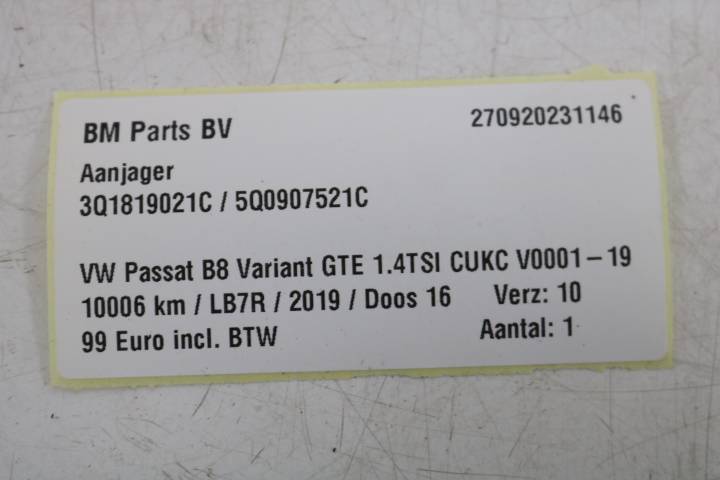 BM Parts BV 270920231146
Aanjager
3Q1819021C / 5Q0907521C
VW Passat B8 Variant GTE 1.4TSI CUKC V0001-19
10006 km / LB7R / 2019 / Doos 16 Verz: 10
99 Euro incl. BTW Aantal: 1